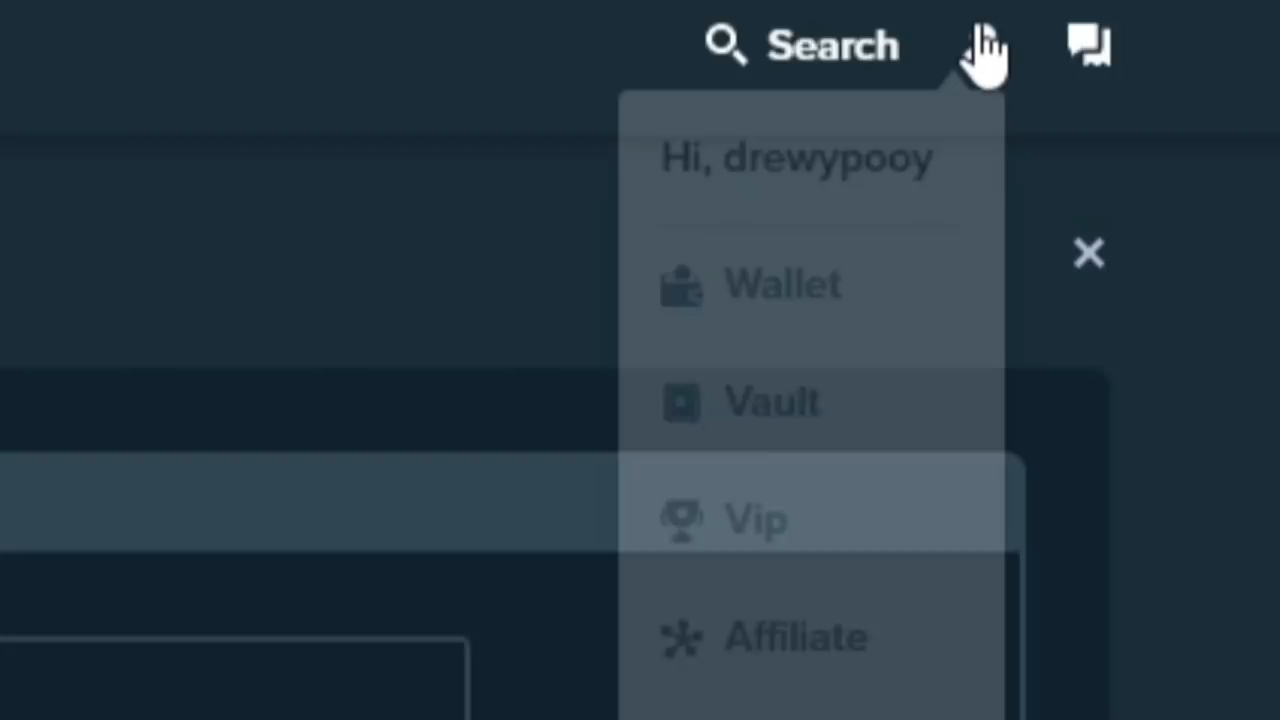 Search
Hi, drewypooy
Wallet
Vault
Vip
Affiliate